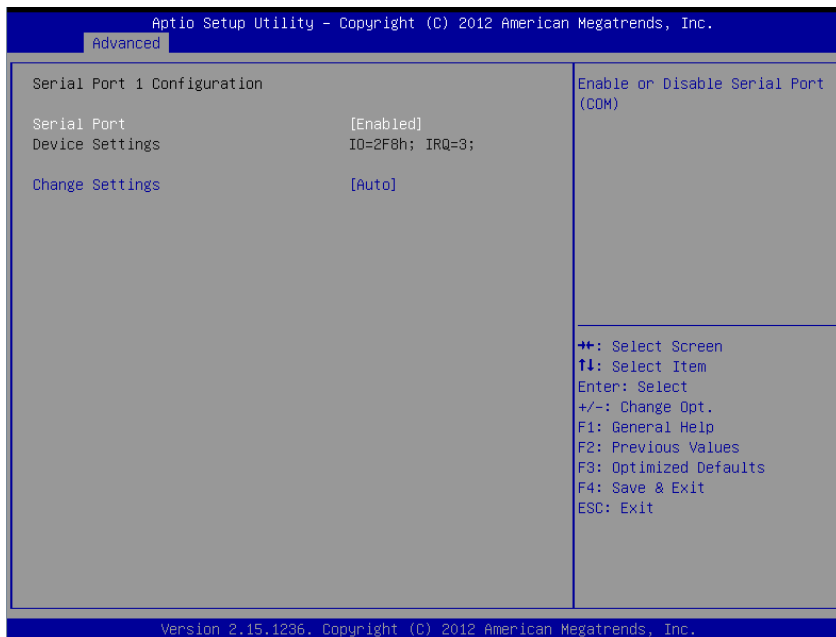 Aptio Setup Utility – Copyright (C) 2012 American Megatrends, Inc.
Advanced
Serial Port 1 Configuration
Serial Port [Enabled]
Device Settings IO=2F8h; IRQ=3;
Change Settings [Auto]
Enable or Disable Serial Port
(COM)
→←: Select Screen
↑↓: Select Item
Enter: Select
+/-: Change Opt.
F1: General Help
F2: Previous Values
F3: Optimized Defaults
F4: Save & Exit
ESC: Exit
Version 2.15.1236. Copyright (C) 2012 American Megatrends, Inc.